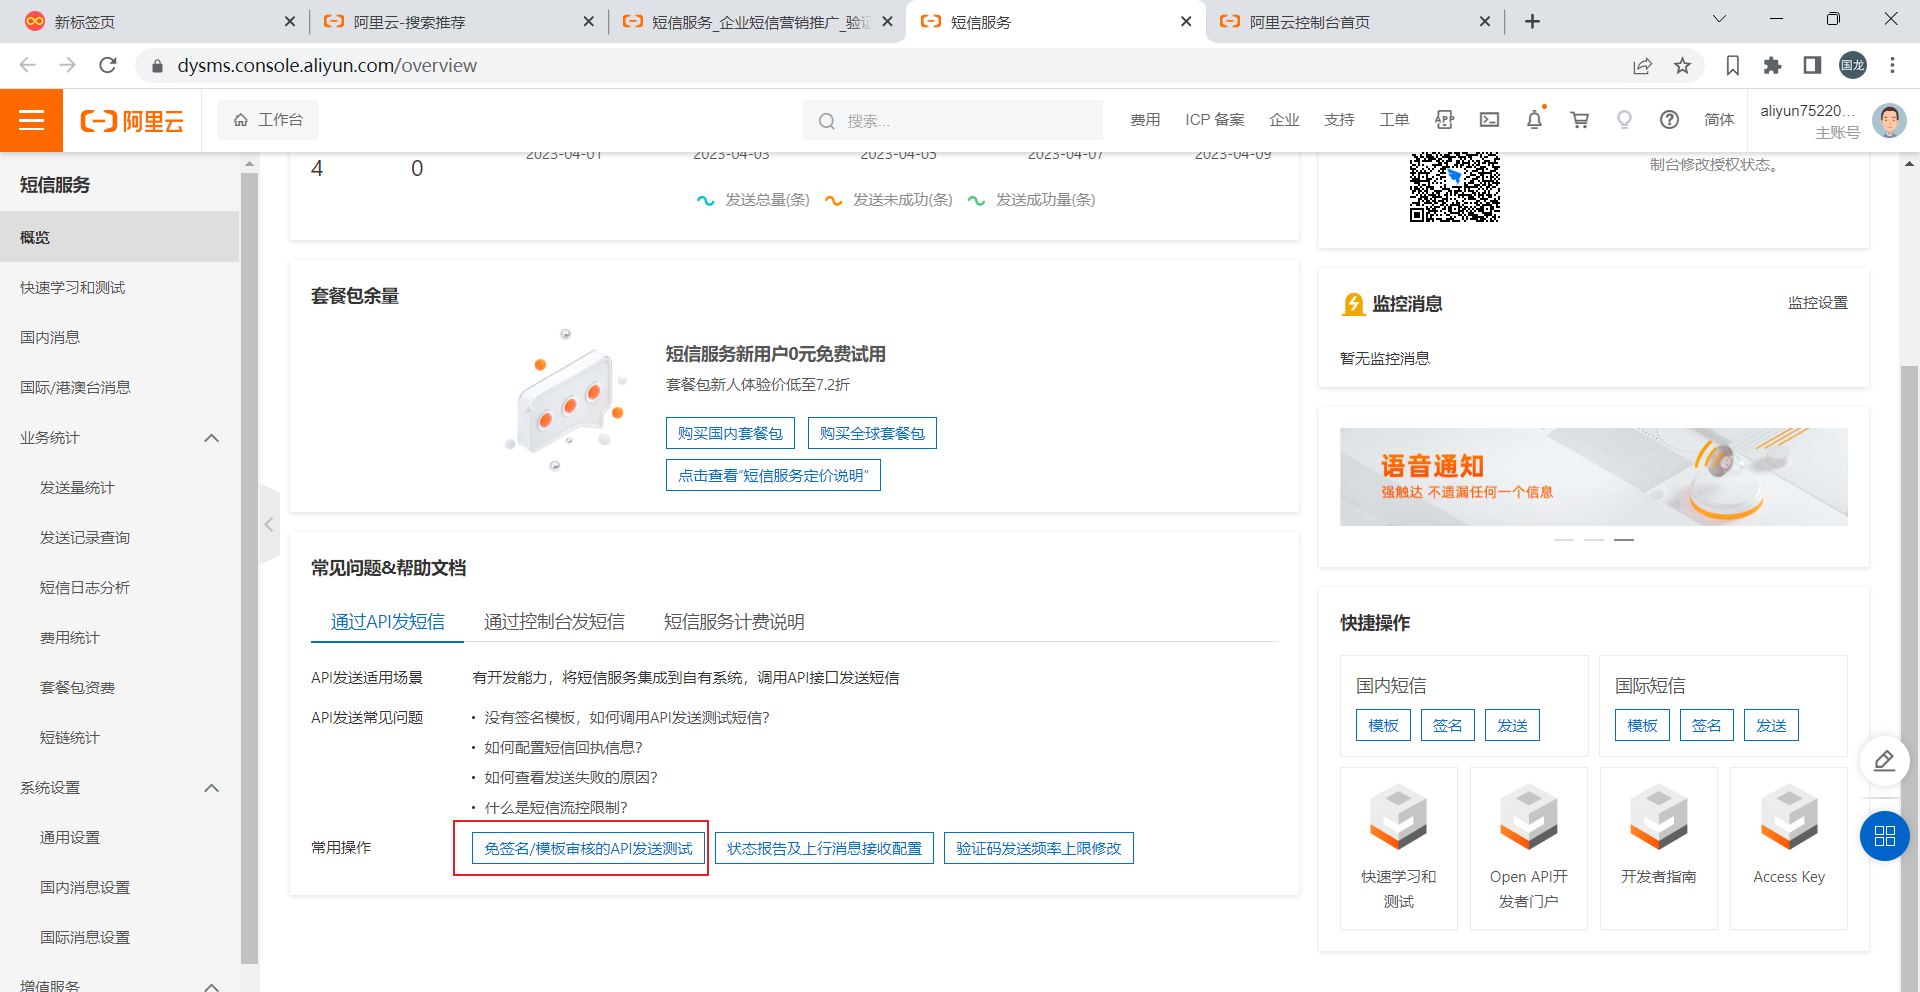 新标签页
阿里云-搜索推荐
短信服务_企业短信营销推广_验证
短信服务
阿里云控制台首页
dysms.console.aliyun.com/overview
国龙
阿里云
工作台
搜索...
费用
ICP 备案
企业
支持
工单
APP
简体
aliyun75220...
主账号
短信服务
概览
快速学习和测试
国内消息
国际/港澳台消息
业务统计
发送量统计
发送记录查询
短信日志分析
费用统计
套餐包资费
短链统计
系统设置
通用设置
国内消息设置
国际消息设置
增值服务
4
0
2023-04-01
2023-04-03
2023-04-05
2023-04-07
2023-04-09
发送总量(条)
发送未成功(条)
发送成功量(条)
套餐包余量
短信服务新用户0元免费试用
套餐包新人体验价低至7.2折
购买国内套餐包
购买全球套餐包
点击查看“短信服务定价说明”
常见问题&帮助文档
通过API发短信
通过控制台发短信
短信服务计费说明
API发送适用场景
有开发能力，将短信服务集成到自有系统，调用API接口发送短信
API发送常见问题
· 没有签名模板，如何调用API发送测试短信?
· 如何配置短信回执信息?
· 如何查看发送失败的原因?
· 什么是短信流控限制?
常用操作
免签名/模板审核的API发送测试
状态报告及上行消息接收配置
验证码发送频率上限修改
制台修改授权状态。
监控消息
监控设置
暂无监控消息
语音通知
强触达 不遗漏任何一个信息
快捷操作
国内短信
模板
签名
发送
国际短信
模板
签名
发送
快速学习和
测试
Open API开
发者门户
开发者指南
Access Key